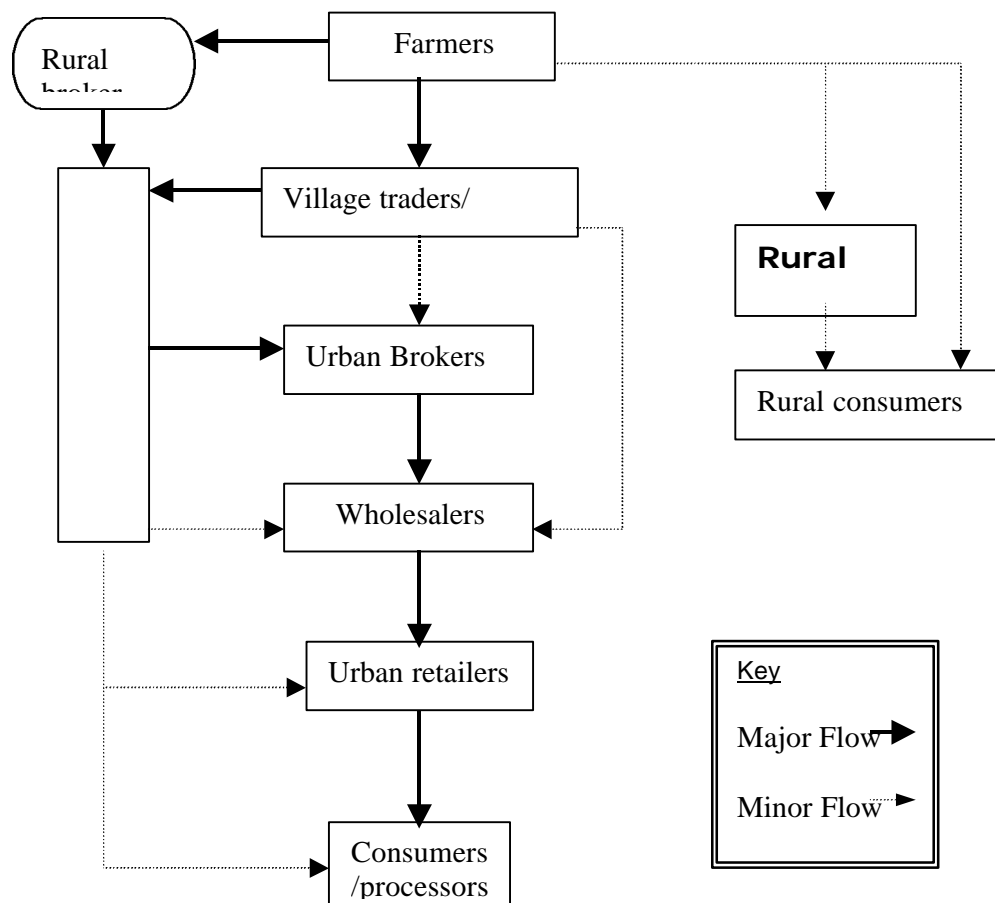 Farmers
Rural
broker
Village traders/
Rural
Urban Brokers
Rural consumers
Wholesalers
Urban retailers
Key
Major Flow
Minor Flow
Consumers
/processors